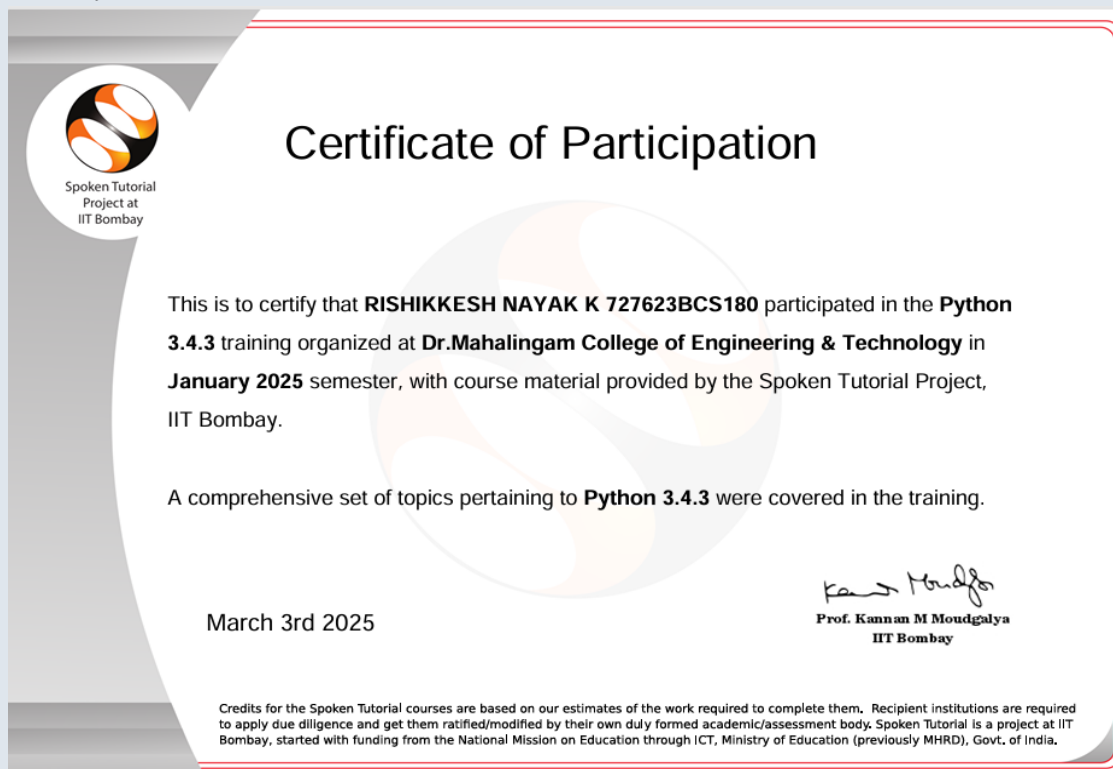 Spoken Tutorial
Project at
IIT Bombay
Certificate of Participation
This is to certify that RISHIKKESH NAYAK K 727623BCS180 participated in the Python
3.4.3 training organized at Dr.Mahalingam College of Engineering & Technology in
January 2025 semester, with course material provided by the Spoken Tutorial Project,
IIT Bombay.
A comprehensive set of topics pertaining to Python 3.4.3 were covered in the training.
March 3rd 2025
Kannan Moudgalya
Prof. Kannan M Moudgalya
IIT Bombay
Credits for the Spoken Tutorial courses are based on our estimates of the work required to complete them. Recipient institutions are required
to apply due diligence and get them ratified/modified by their own duly formed academic/assessment body. Spoken Tutorial is a project at IIT
Bombay, started with funding from the National Mission on Education through ICT, Ministry of Education (previously MHRD), Govt. of India.